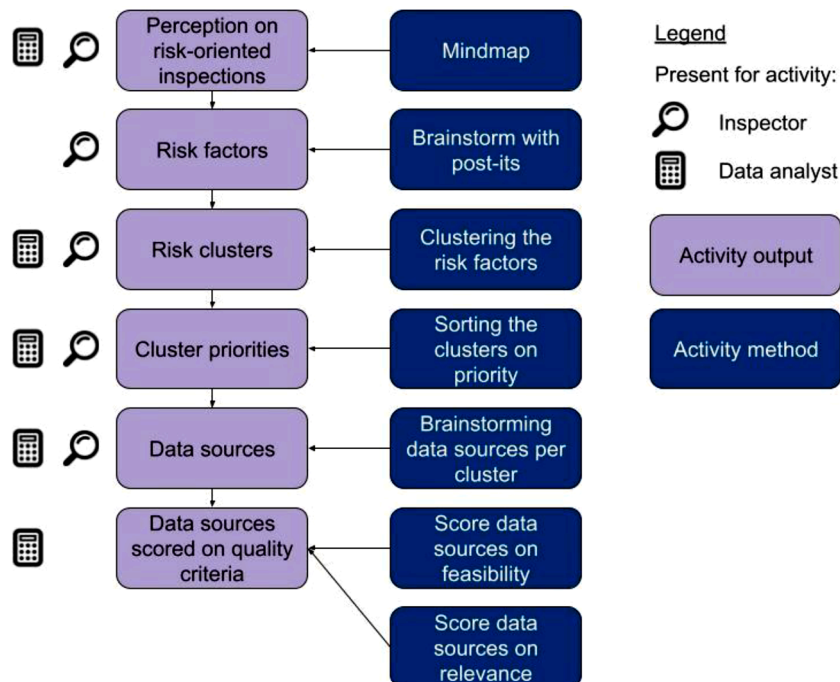 Perception on
risk-oriented
inspections
Mindmap
Risk factors
Brainstorm with
post-its
Risk clusters
Clustering the
risk factors
Cluster priorities
Sorting the
clusters on
priority
Data sources
Brainstorming
data sources per
cluster
Data sources
scored on quality
criteria
Score data
sources on
feasibility
Score data
sources on
relevance
Legend
Present for activity:
Inspector
Data analyst
Activity output
Activity method